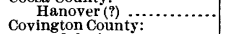 Hanover (?) ..............
Covington County: